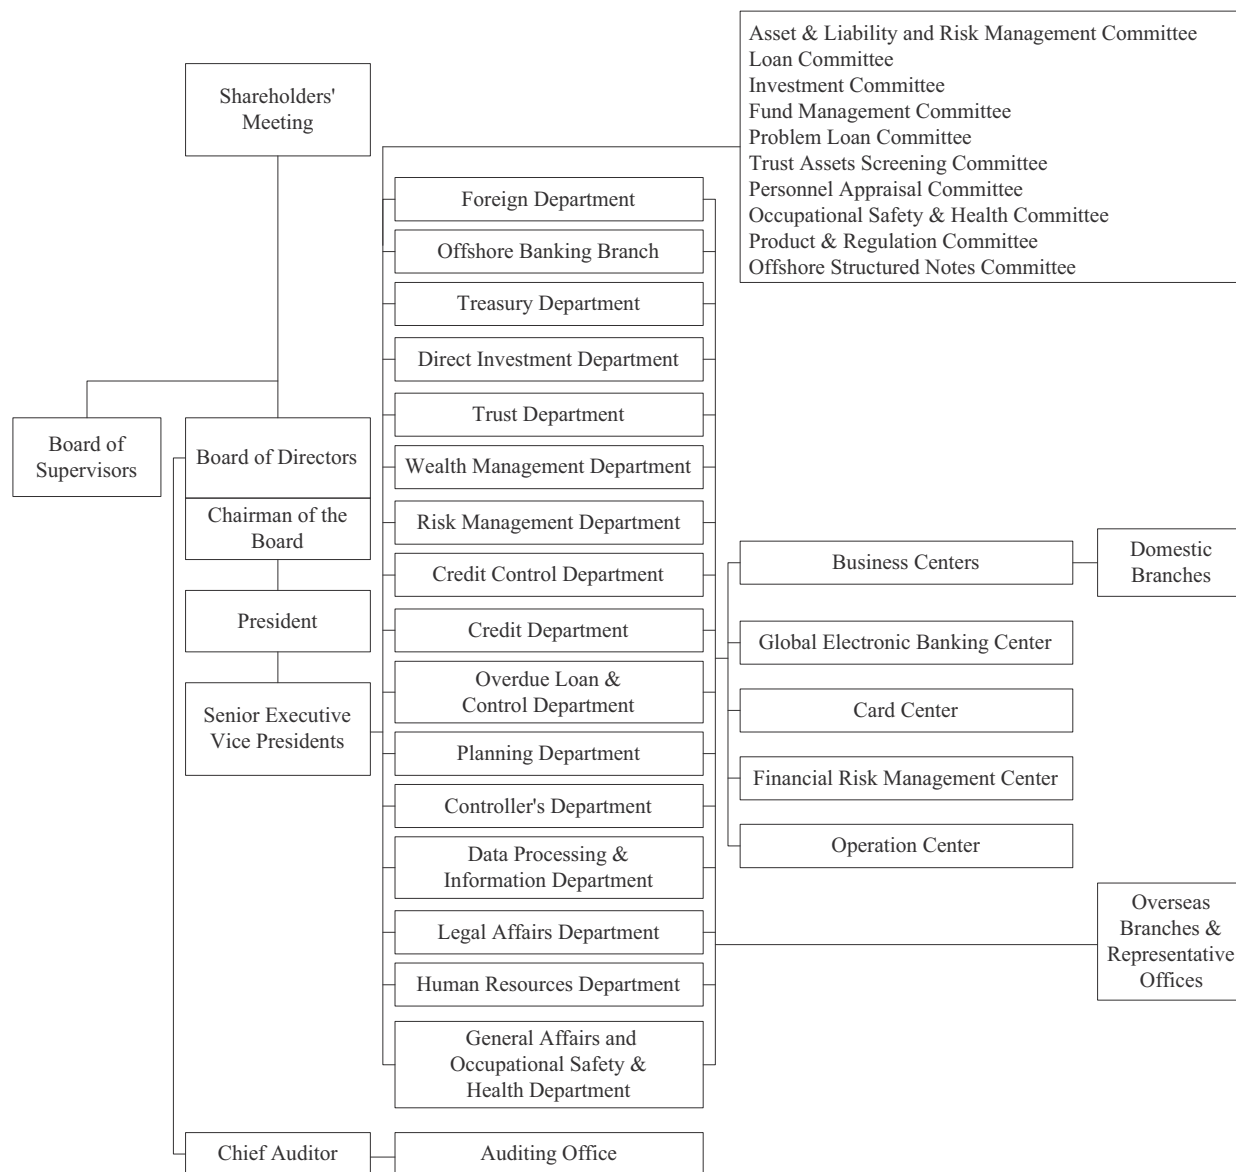 Shareholders'
Meeting
Board of
Supervisors
Board of Directors
Chairman of the
Board
President
Senior Executive
Vice Presidents
Chief Auditor
Foreign Department
Offshore Banking Branch
Treasury Department
Direct Investment Department
Trust Department
Wealth Management Department
Risk Management Department
Credit Control Department
Credit Department
Overdue Loan &
Control Department
Planning Department
Controller's Department
Data Processing &
Information Department
Legal Affairs Department
Human Resources Department
General Affairs and
Occupational Safety &
Health Department
Auditing Office
Asset & Liability and Risk Management Committee
Loan Committee
Investment Committee
Fund Management Committee
Problem Loan Committee
Trust Assets Screening Committee
Personnel Appraisal Committee
Occupational Safety & Health Committee
Product & Regulation Committee
Offshore Structured Notes Committee
Business Centers
Global Electronic Banking Center
Card Center
Financial Risk Management Center
Operation Center
Domestic
Branches
Overseas
Branches &
Representative
Offices